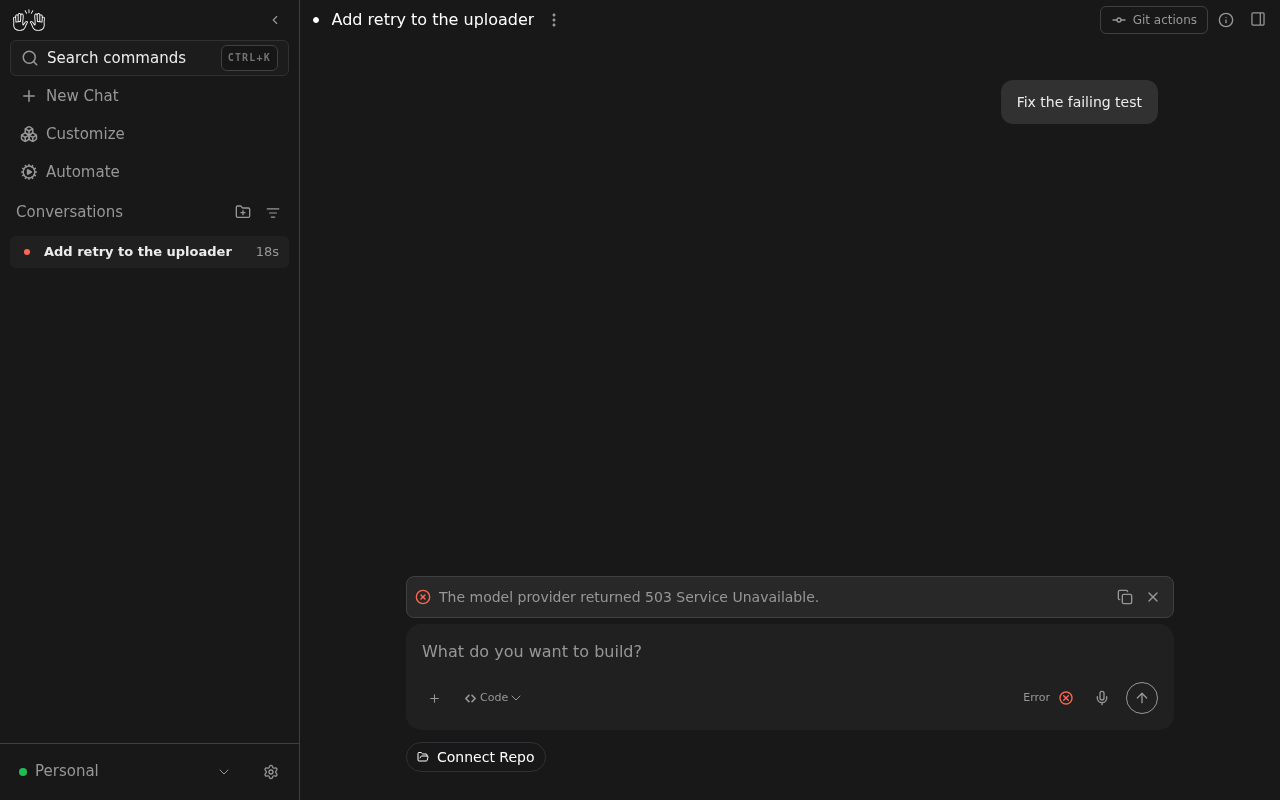 Search commands CTRL+K
New Chat
Customize
Automate
Conversations
Add retry to the uploader 18s
Personal
Add retry to the uploader
Git actions
Fix the failing test
The model provider returned 503 Service Unavailable.
What do you want to build?
Code
Error
Connect Repo